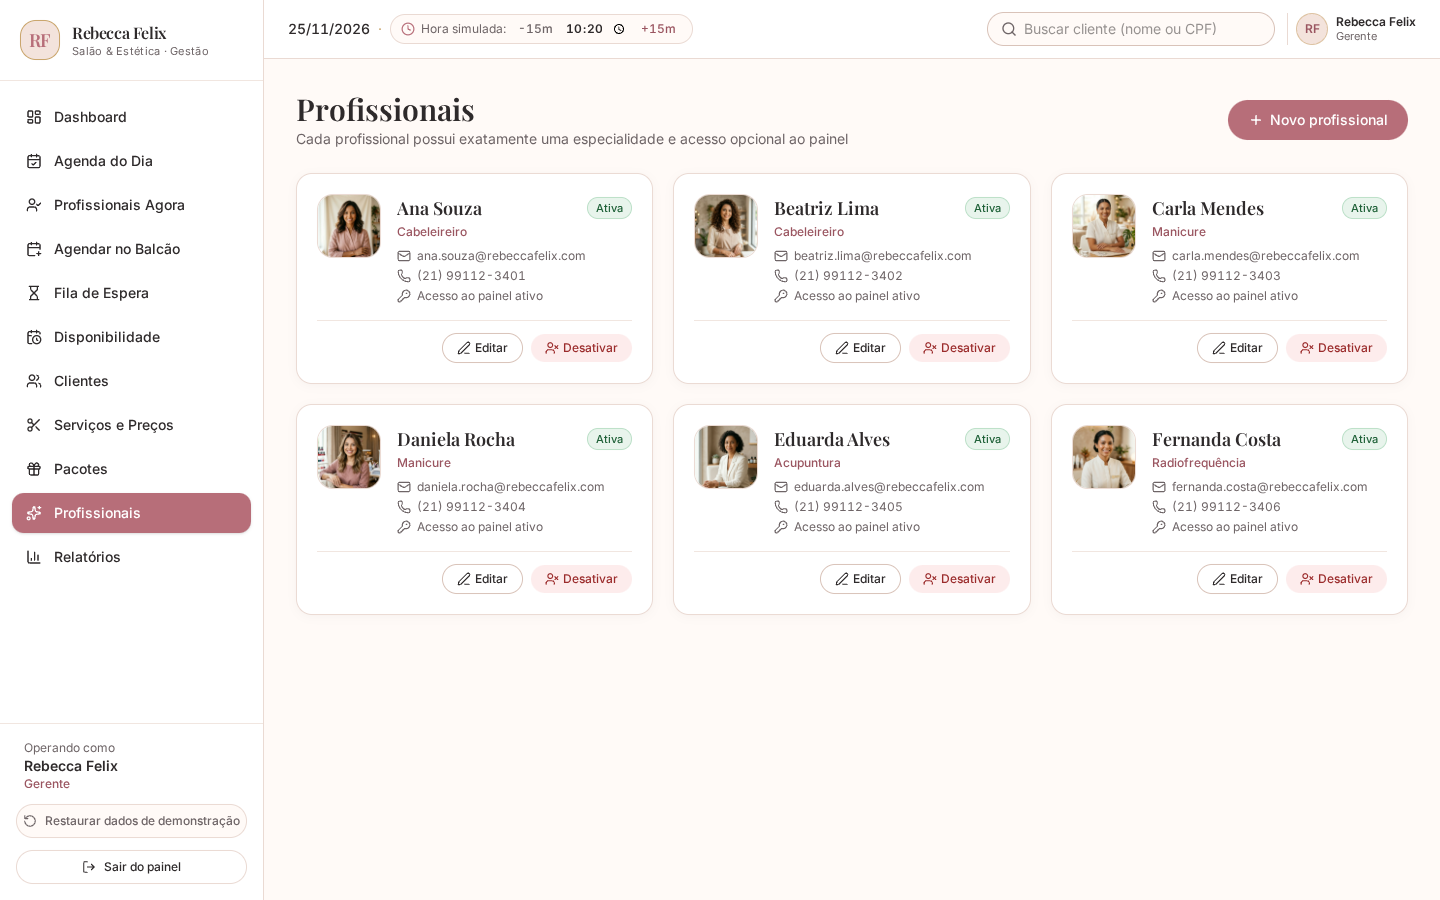 RF
Rebecca Felix
Salão & Estética · Gestão
Dashboard
Agenda do Dia
Profissionais Agora
Agendar no Balcão
Fila de Espera
Disponibilidade
Clientes
Serviços e Preços
Pacotes
Profissionais
Relatórios
Operando como
Rebecca Felix
Gerente
Restaurar dados de demonstração
Sair do painel
25/11/2026 · Hora simulada: -15m 10:20 +15m
Buscar cliente (nome ou CPF)
RF
Rebecca Felix
Gerente
Profissionais
Cada profissional possui exatamente uma especialidade e acesso opcional ao painel
+ Novo profissional
Ana Souza Ativa
Cabeleireiro
ana.souza@rebeccafelix.com
(21) 99112-3401
Acesso ao painel ativo
Editar Desativar
Beatriz Lima Ativa
Cabeleireiro
beatriz.lima@rebeccafelix.com
(21) 99112-3402
Acesso ao painel ativo
Editar Desativar
Carla Mendes Ativa
Manicure
carla.mendes@rebeccafelix.com
(21) 99112-3403
Acesso ao painel ativo
Editar Desativar
Daniela Rocha Ativa
Manicure
daniela.rocha@rebeccafelix.com
(21) 99112-3404
Acesso ao painel ativo
Editar Desativar
Eduarda Alves Ativa
Acupuntura
eduarda.alves@rebeccafelix.com
(21) 99112-3405
Acesso ao painel ativo
Editar Desativar
Fernanda Costa Ativa
Radiofrequência
fernanda.costa@rebeccafelix.com
(21) 99112-3406
Acesso ao painel ativo
Editar Desativar